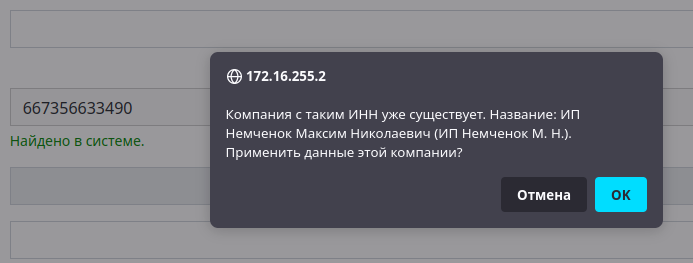 172.16.255.2
Компания с таким ИНН уже существует. Название: ИП
Немченок Максим Николаевич (ИП Немченок М. Н.).
Применить данные этой компании?
667356633490
Найдено в системе.
Отмена
OK